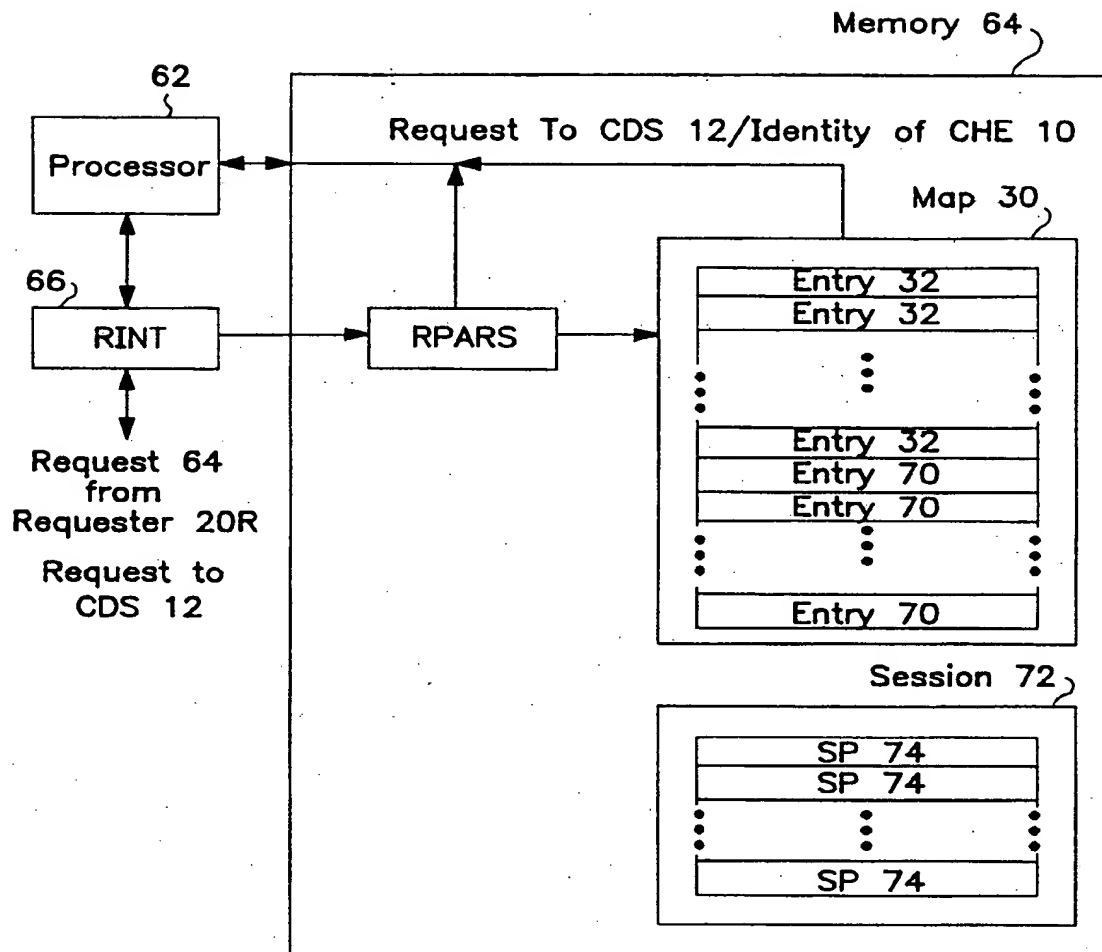 Memory 64
62
Processor
Request To CDS 12/Identity of CHE 10
Map 30
66
RINT
RPARS
Entry 32
Entry 32
Entry 32
Entry 70
Entry 70
Entry 70
Request 64
from
Requester 20R
Request to
CDS 12
Session 72
SP 74
SP 74
SP 74